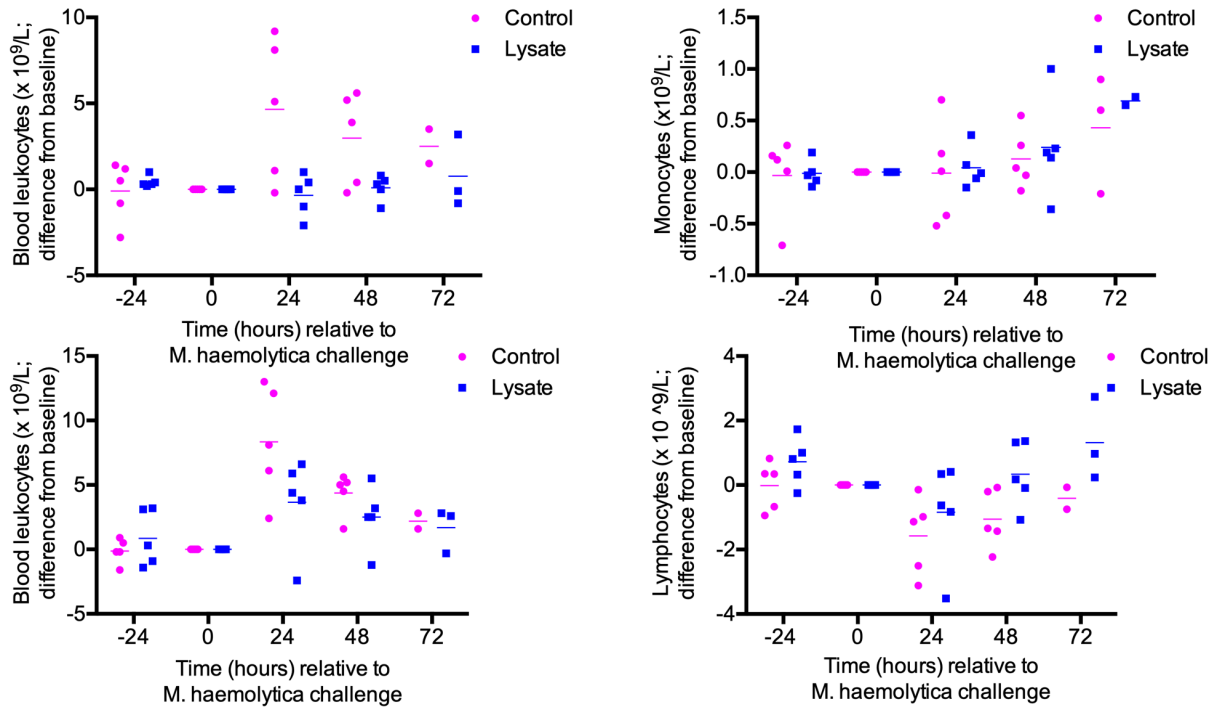 Blood leukocytes (x 10⁹/L;
difference from baseline)
10
5
0
-5
-24
0
24
48
72
Time (hours) relative to
M. haemolytica challenge
Control
Lysate
Monocytes (x10⁹/L;
difference from baseline)
1.5
1.0
0.5
0.0
-0.5
-1.0
-24
0
24
48
72
Time (hours) relative to
M. haemolytica challenge
Control
Lysate
Blood leukocytes (x 10⁹/L;
difference from baseline)
15
10
5
0
-5
-24
0
24
48
72
Time (hours) relative to
M. haemolytica challenge
Control
Lysate
Lymphocytes (x 10 ^9/L;
difference from baseline)
4
2
0
-2
-4
-24
0
24
48
72
Time (hours) relative to
M. haemolytica challenge
Control
Lysate